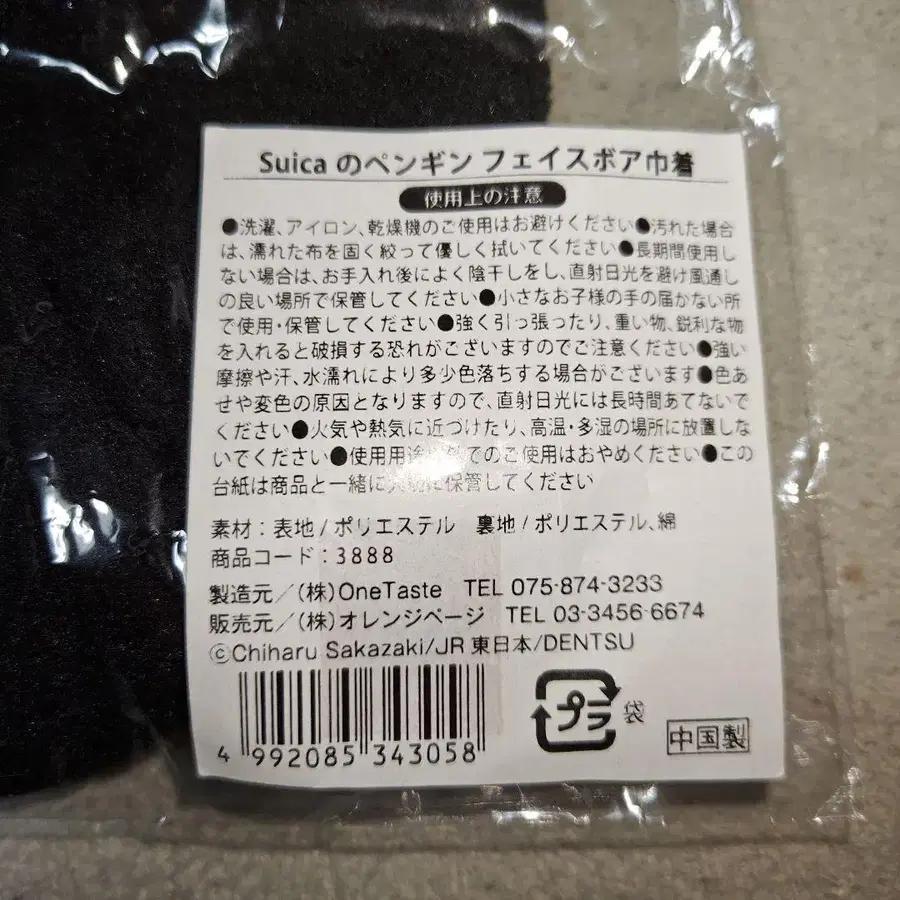 Suica のペンギン フェイスボア巾着
使用上の注意
●洗濯、アイロン、乾燥機のご使用はお避けください●汚れた場合
は、濡れた布を固く絞って優しく拭いてください●長期間使用し
ない場合は、お手入れ後によく陰干しをし、直射日光を避け風通し
の良い場所で保管してください●小さなお子様の手の届かない所
で使用・保管してください●強く引っ張ったり、重い物、鋭利な物
を入れると破損する恐れがございますのでご注意ください●強い
摩擦や汗、水濡れにより多少色落ちする場合がございます●色あ
せや変色の原因となりますので、直射日光には長時間あてないで
ください●火気や熱気に近づけたり、高温・多湿の場所に放置しな
いでください●使用用途 でのご使用はおやめください●この
台紙は商品と一緒に 保管してください
素材：表地 / ポリエステル 裏地 / ポリエステル、綿
商品コード：3888
製造元／(株)OneTaste TEL 075-874-3233
販売元／(株)オレンジページ TEL 03-3456-6674
©Chiharu Sakazaki/JR 東日本/DENTSU
プラ 袋
中国製
4 992085 343058